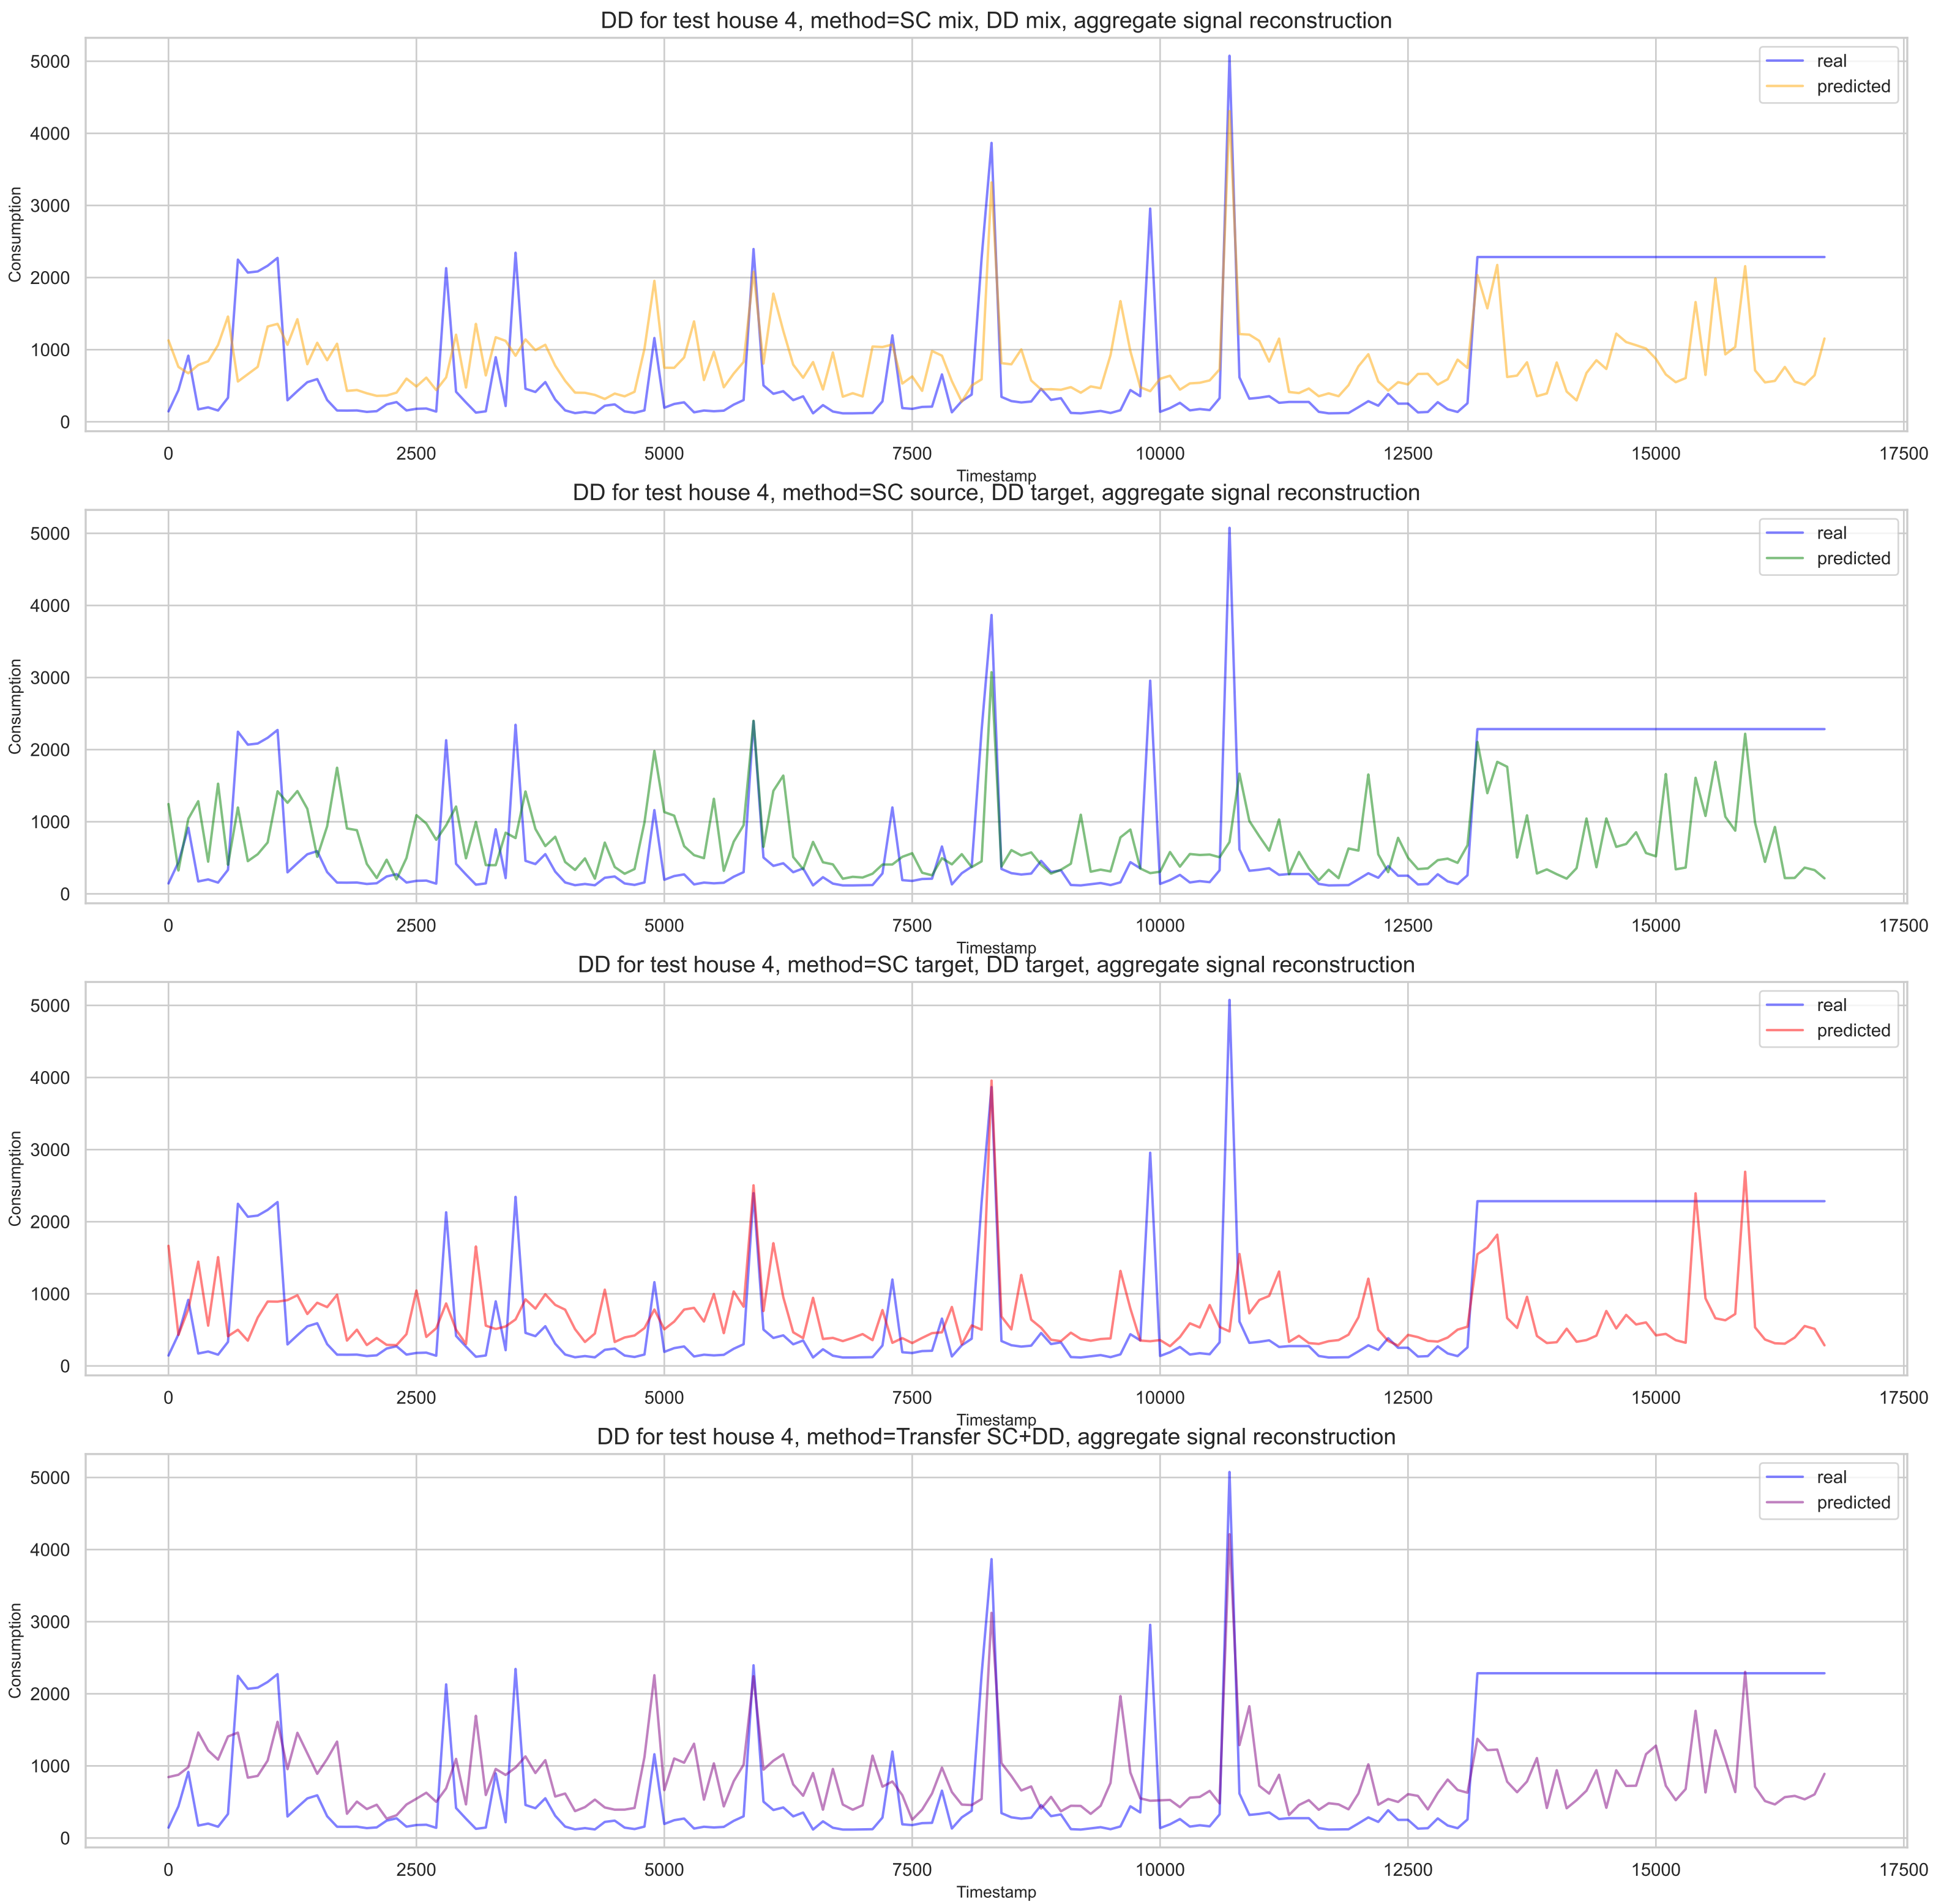 DD for test house 4, method=SC mix, DD mix, aggregate signal reconstruction
real
predicted
Consumption
5000
4000
3000
2000
1000
0
0 2500 5000 7500 10000 12500 15000 17500
Timestamp
DD for test house 4, method=SC source, DD target, aggregate signal reconstruction
real
predicted
Consumption
5000
4000
3000
2000
1000
0
0 2500 5000 7500 10000 12500 15000 17500
Timestamp
DD for test house 4, method=SC target, DD target, aggregate signal reconstruction
real
predicted
Consumption
5000
4000
3000
2000
1000
0
0 2500 5000 7500 10000 12500 15000 17500
Timestamp
DD for test house 4, method=Transfer SC+DD, aggregate signal reconstruction
real
predicted
Consumption
5000
4000
3000
2000
1000
0
0 2500 5000 7500 10000 12500 15000 17500
Timestamp